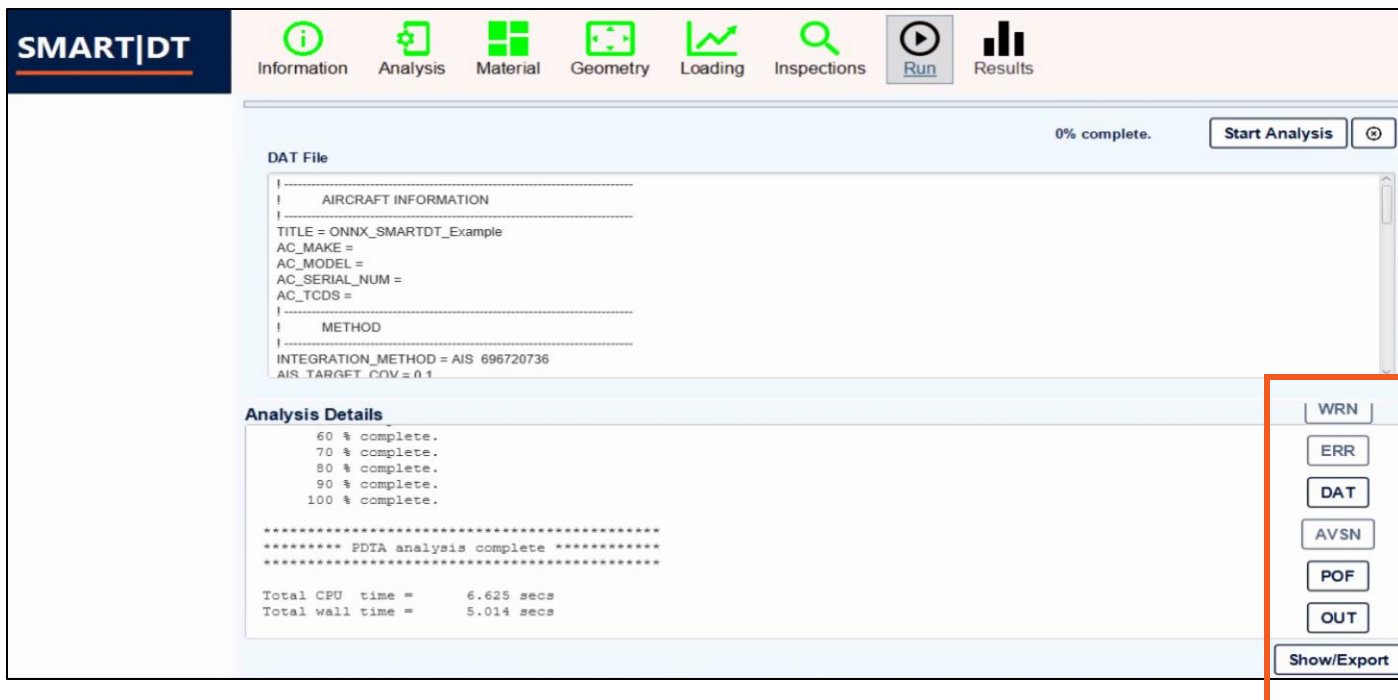 SMART|DT
Information Analysis Material Geometry Loading Inspections Run Results
0% complete. Start Analysis
DAT File
! ------------------------------------------------------------------------------
! AIRCRAFT INFORMATION
! ------------------------------------------------------------------------------
TITLE = ONNX_SMARTDT_Example
AC_MAKE =
AC_MODEL =
AC_SERIAL_NUM =
AC_TCDS =
! ------------------------------------------------------------------------------
! METHOD
! ------------------------------------------------------------------------------
INTEGRATION_METHOD = AIS 696720736
AIS_TARGET_COV = 0.1
Analysis Details
60 % complete.
70 % complete.
80 % complete.
90 % complete.
100 % complete.
*********************************************
********* PDTA analysis complete ************
*********************************************
Total CPU time = 6.625 secs
Total wall time = 5.014 secs
WRN
ERR
DAT
AVSN
POF
OUT
Show/Export